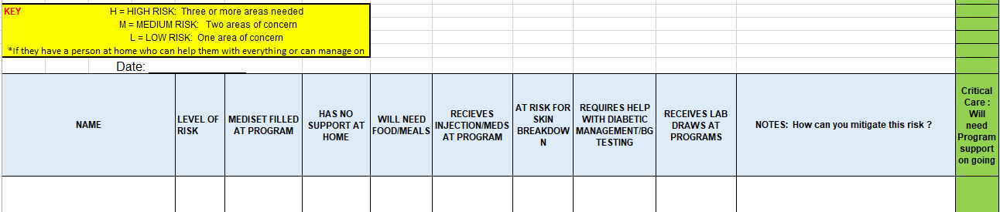 KEY H = HIGH RISK: Three or more areas needed
M = MEDIUM RISK: Two areas of concern
L = LOW RISK: One area of concern
*If they have a person at home who can help them with everything or can manage on
Date: _______________
NAME
LEVEL OF
RISK
MEDISET FILLED
AT PROGRAM
HAS NO
SUPPORT AT
HOME
WILL NEED
FOOD/MEALS
RECIEVES
INJECTION/MEDS
AT PROGRAM
AT RISK FOR
SKIN
BREAKDOW
N
REQUIRES HELP
WITH DIABETIC
MANAGEMENT/BG
TESTING
RECEIVES LAB
DRAWS AT
PROGRAMS
NOTES: How can you mitigate this risk ?
Critical
Care :
Will
need
Program
support
on going